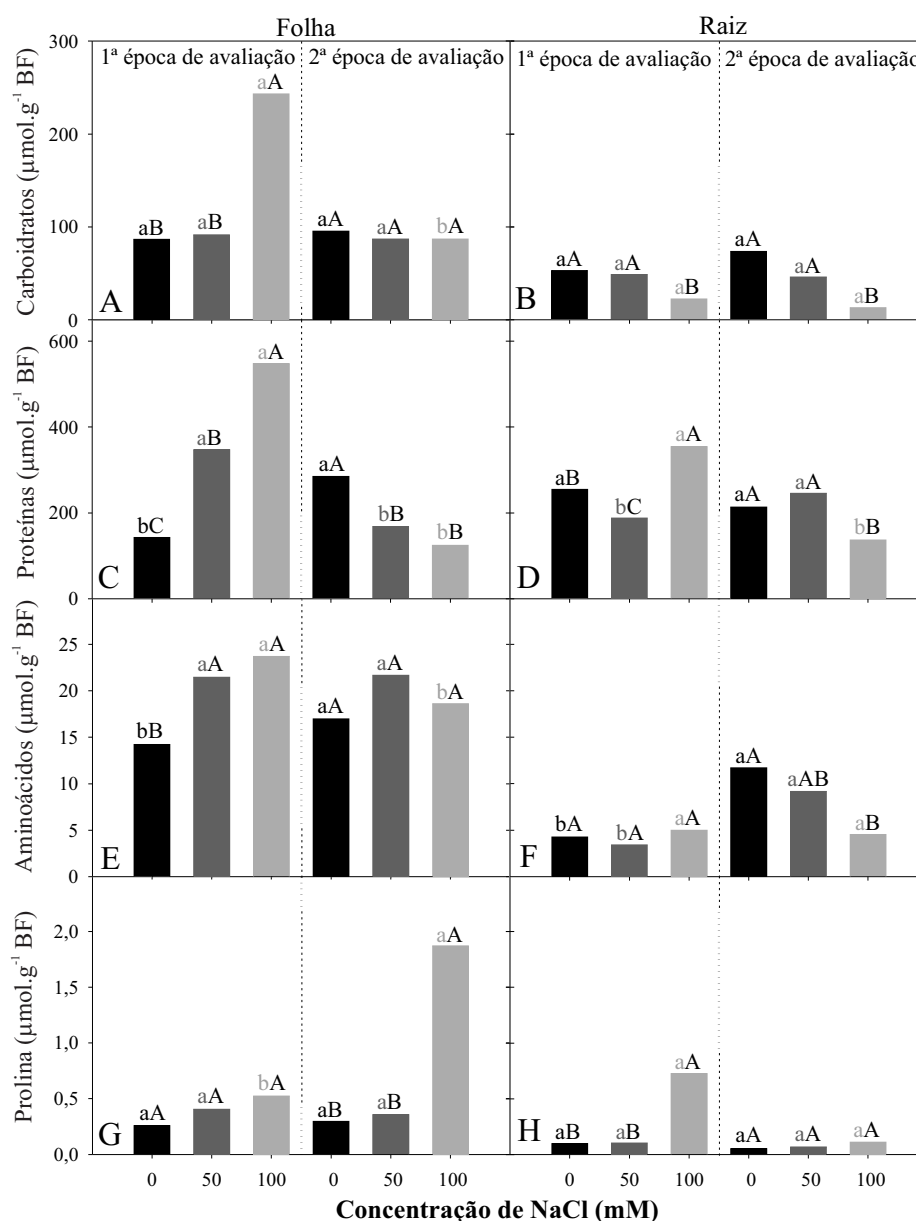 Folha Raiz
1ª época de avaliação 2ª época de avaliação 1ª época de avaliação 2ª época de avaliação
Carboidratos (µmol.g⁻¹ BF)
300
200
100
0
aB aB aA aA aA bA
A
aA aA aB aA aA aB
B
Proteínas (µmol.g⁻¹ BF)
600
400
200
0
bC aB aA aA bB bB
C
aB bC aA aA aA bB
D
Aminoácidos (µmol.g⁻¹ BF)
25
20
15
10
5
0
bB aA aA aA aA bA
E
bA bA aA aA aAB aB
F
Prolina (µmol.g⁻¹ BF)
2,0
1,5
1,0
0,5
0,0
aA aA bA aB aB aA
G
aB aB aA aA aA aA
H
0 50 100 0 50 100 0 50 100 0 50 100
Concentração de NaCl (mM)